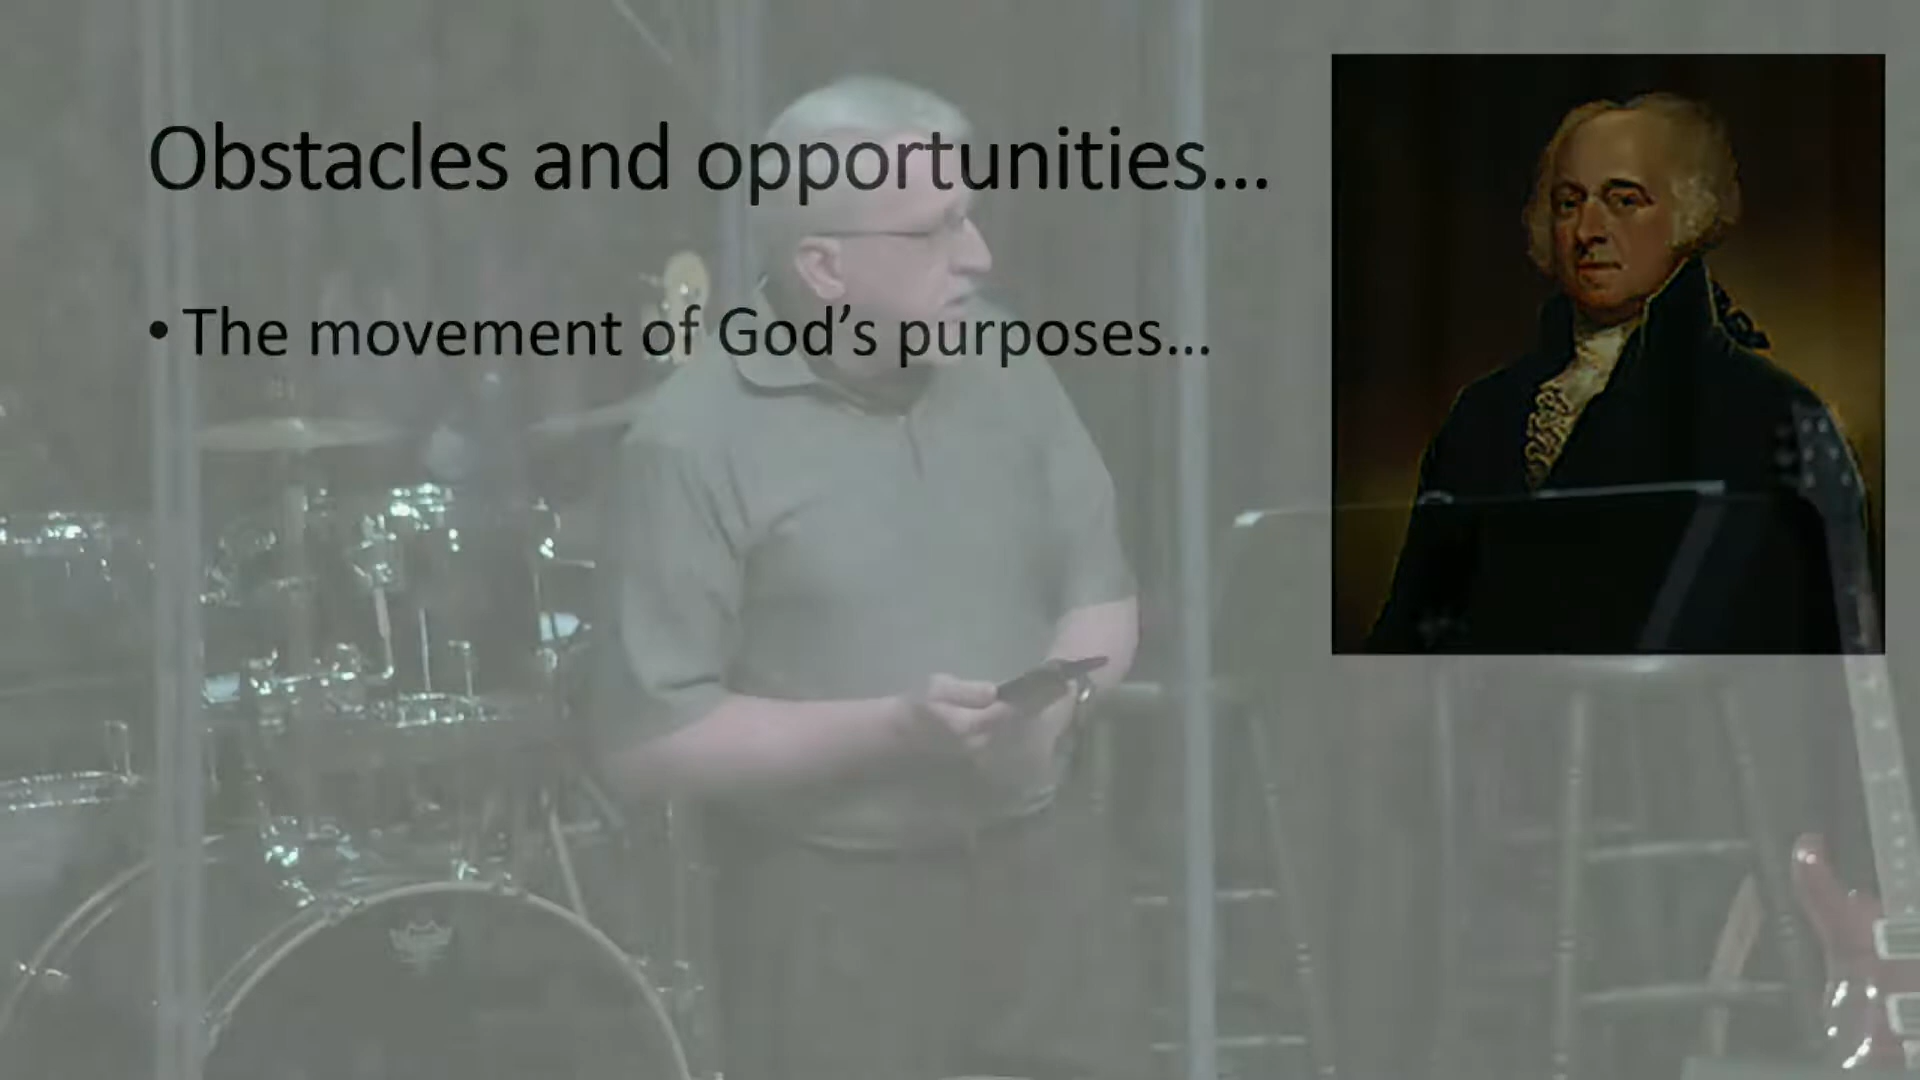 Obstacles and opportunities...
• The movement of God's purposes...